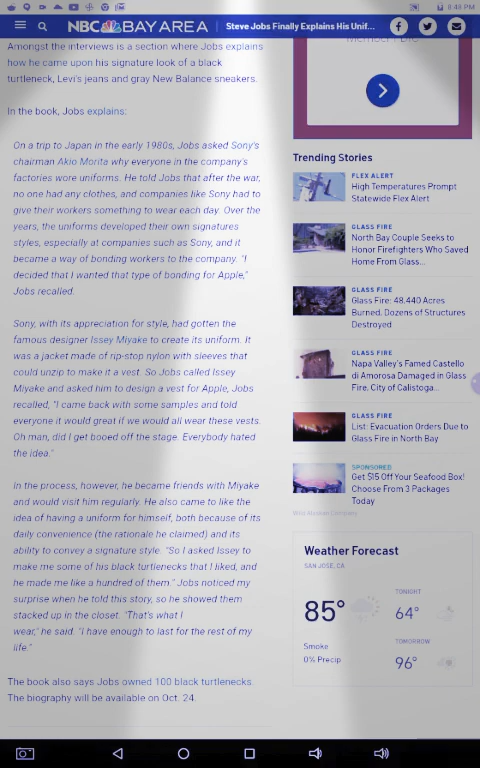 8:49 PM
NBC BAY AREA
Steve Jobs Finally Explains His Unif...
Amongst the interviews is a section where Jobs explains
how he came upon his signature look of a black
turtleneck, Levi's jeans and gray New Balance sneakers.
In the book, Jobs explains:
On a trip to Japan in the early 1980s, Jobs asked Sony's
chairman Akio Morita why everyone in the company's
factories wore uniforms. He told Jobs that after the war,
no one had any clothes, and companies like Sony had to
give their workers something to wear each day. Over the
years, the uniforms developed their own signatures
styles, especially at companies such as Sony, and it
became a way of bonding workers to the company. "I
decided that I wanted that type of bonding for Apple,"
Jobs recalled.
Sony, with its appreciation for style, had gotten the
famous designer Issey Miyake to create its uniform. It
was a jacket made of rip-stop nylon with sleeves that
could unzip to make it a vest. So Jobs called Issey
Miyake and asked him to design a vest for Apple, Jobs
recalled, "I came back with some samples and told
everyone it would great if we would all wear these vests.
Oh man, did I get booed off the stage. Everybody hated
the idea."
In the process, however, he became friends with Miyake
and would visit him regularly. He also came to like the
idea of having a uniform for himself, both because of its
daily convenience (the rationale he claimed) and its
ability to convey a signature style. "So I asked Issey to
make me some of his black turtlenecks that I liked, and
he made me like a hundred of them." Jobs noticed my
surprise when he told this story, so he showed them
stacked up in the closet. "That's what I
wear," he said. "I have enough to last for the rest of my
life."
The book also says Jobs owned 100 black turtlenecks.
The biography will be available on Oct. 24.
Trending Stories
FLEX ALERT
High Temperatures Prompt
Statewide Flex Alert
GLASS FIRE
North Bay Couple Seeks to
Honor Firefighters Who Saved
Home From Glass...
GLASS FIRE
Glass Fire: 48,440 Acres
Burned, Dozens of Structures
Destroyed
GLASS FIRE
Napa Valley's Famed Castello
di Amorosa Damaged in Glass
Fire, City of Calistoga...
GLASS FIRE
List: Evacuation Orders Due to
Glass Fire in North Bay
SPONSORED
Get $15 Off Your Seafood Box!
Choose From 3 Packages
Today
Weather Forecast
SAN JOSE, CA
85°
Smoke
0% Precip
TONIGHT
64°
TOMORROW
96°